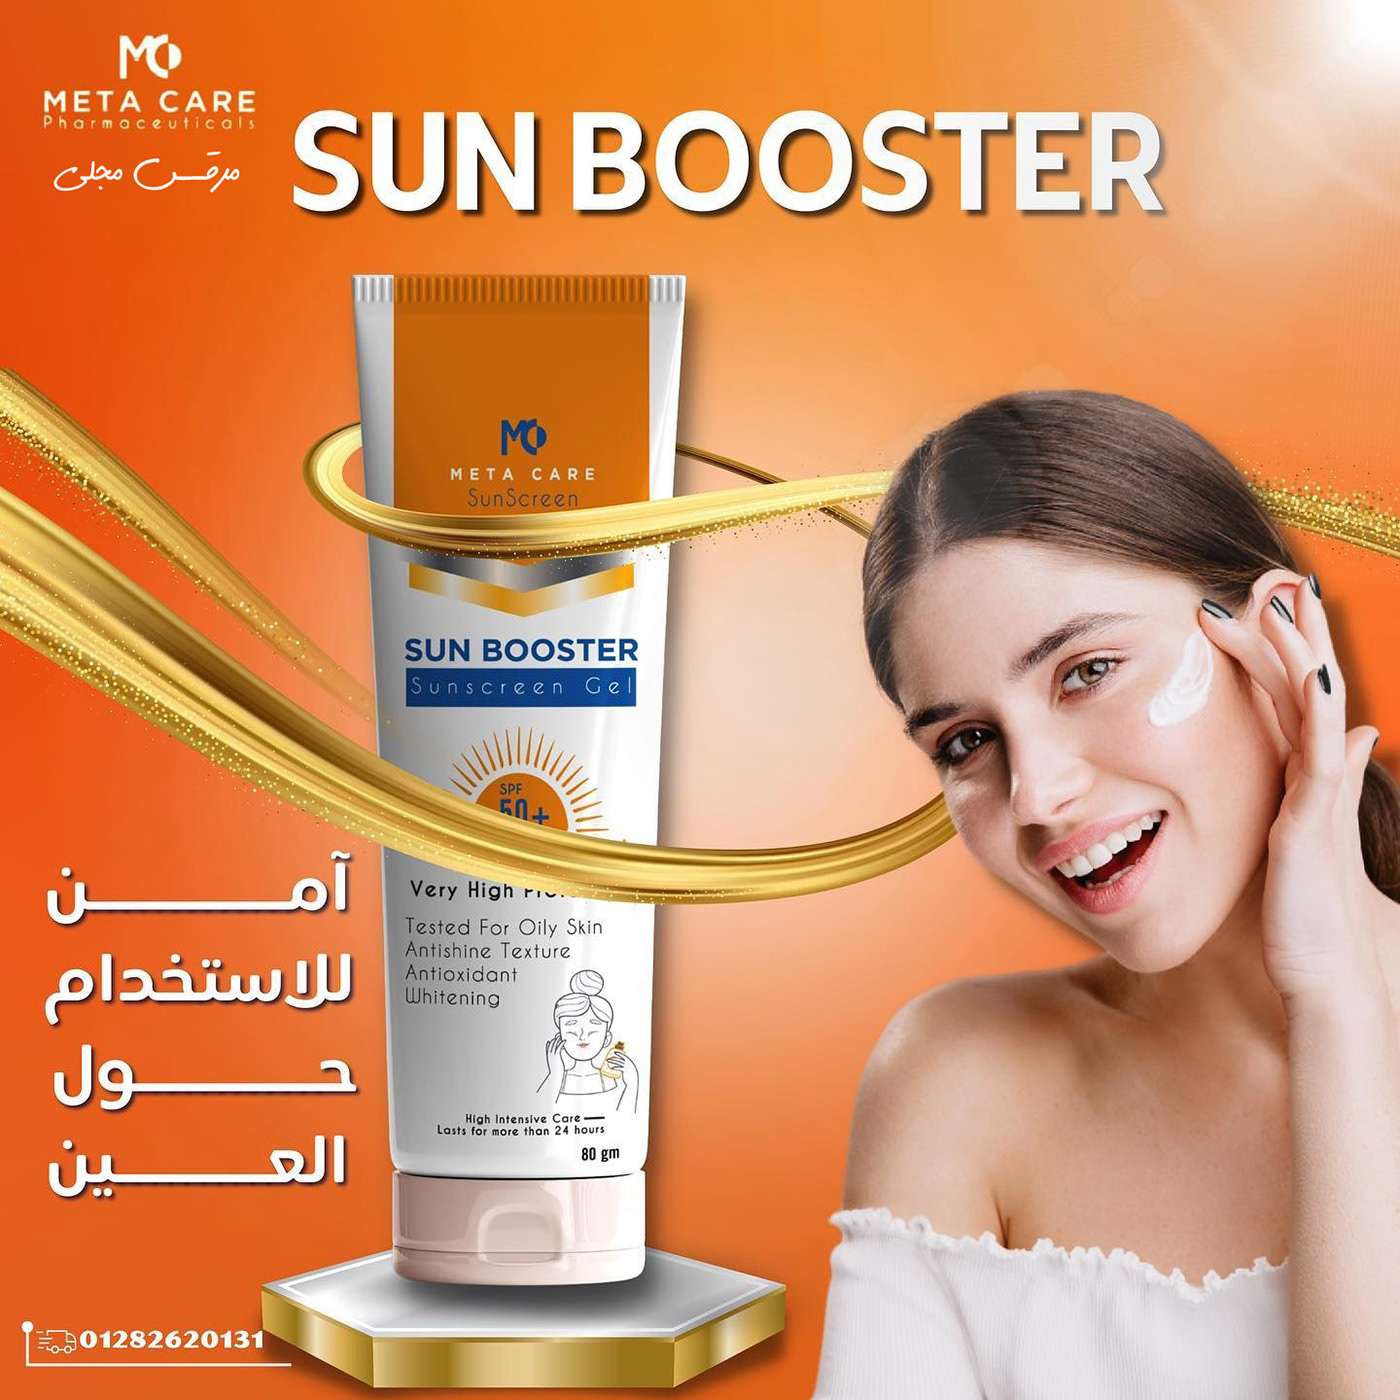 META CARE
Pharmaceuticals
مرقس مجلى
SUN BOOSTER
META CARE
SunScreen
SUN BOOSTER
Sunscreen Gel
SPF
50+
Very High
Tested For Oily Skin
Antishine Texture
Antioxidant
Whitening
High Intensive Care
Lasts for more than 24 hours
80 gm
آمن
للاستخدام
حول
العين
01282620131